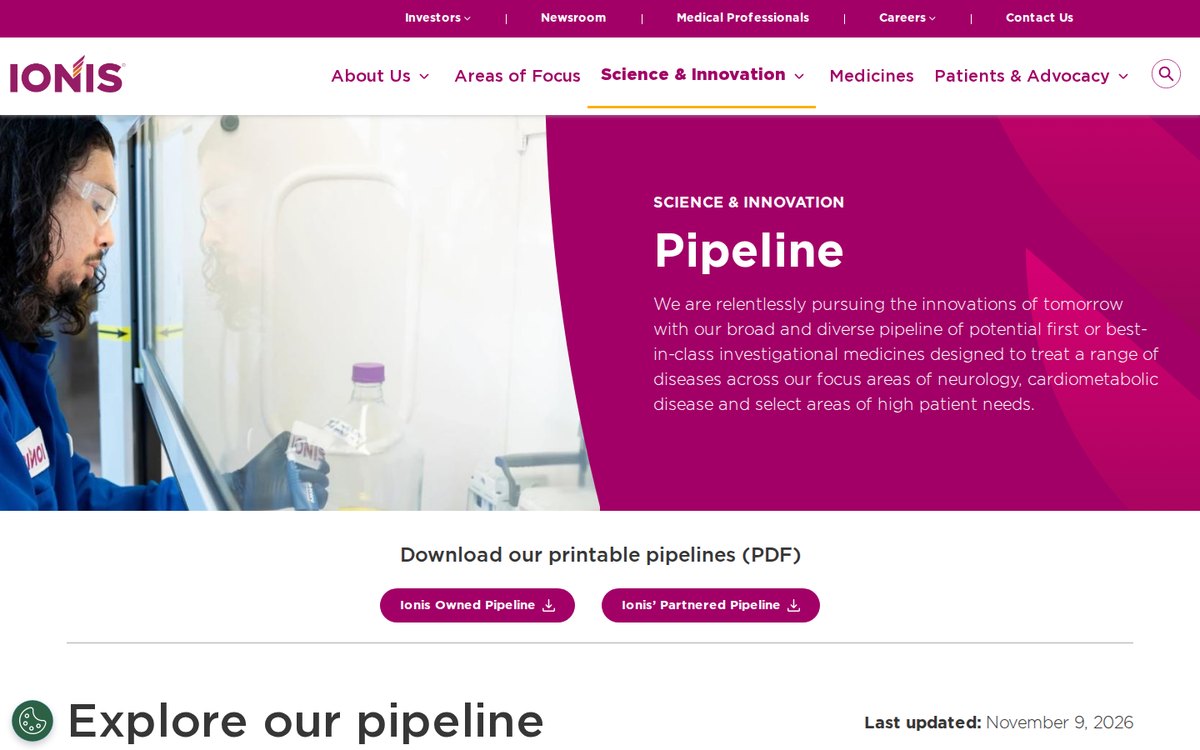 Investors
Newsroom
Medical Professionals
Careers
Contact Us
IONIS
About Us
Areas of Focus
Science & Innovation
Medicines
Patients & Advocacy
SCIENCE & INNOVATION
Pipeline
We are relentlessly pursuing the innovations of tomorrow
with our broad and diverse pipeline of potential first or best-
in-class investigational medicines designed to treat a range of
diseases across our focus areas of neurology, cardiometabolic
disease and select areas of high patient needs.
IONIS
IONIS
Download our printable pipelines (PDF)
Ionis Owned Pipeline
Ionis’ Partnered Pipeline
Explore our pipeline
Last updated: November 9, 2026